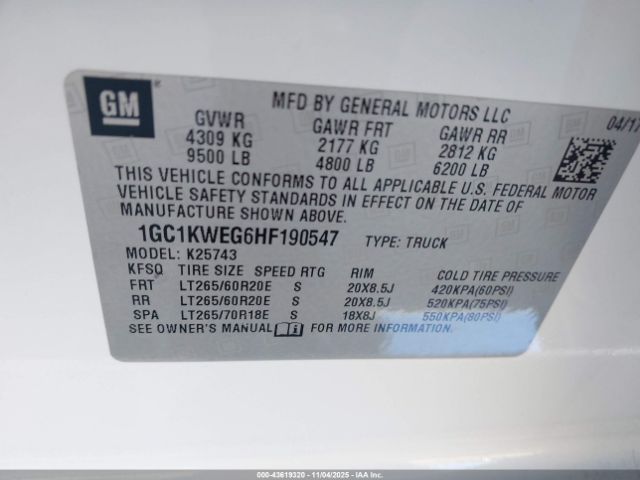 GM
MFD BY GENERAL MOTORS LLC 04/17
GVWR GAWR FRT GAWR RR
4309 KG 2177 KG 2812 KG
9500 LB 4800 LB 6200 LB
THIS VEHICLE CONFORMS TO ALL APPLICABLE U.S. FEDERAL MOTOR
VEHICLE SAFETY STANDARDS IN EFFECT ON THE DATE OF
MANUFACTURE SHOWN ABOVE.
1GC1KWEG6HF190547 TYPE: TRUCK
MODEL: K25743
KFSQ TIRE SIZE SPEED RTG RIM COLD TIRE PRESSURE
FRT LT265/60R20E S 20X8.5J 420KPA(60PSI)
RR LT265/60R20E S 20X8.5J 520KPA(75PSI)
SPA LT265/70R18E S 18X8J 550KPA(80PSI)
SEE OWNER'S MANUAL FOR MORE INFORMATION.
00-43619320 - 11/04/2025 - IAAI.CA